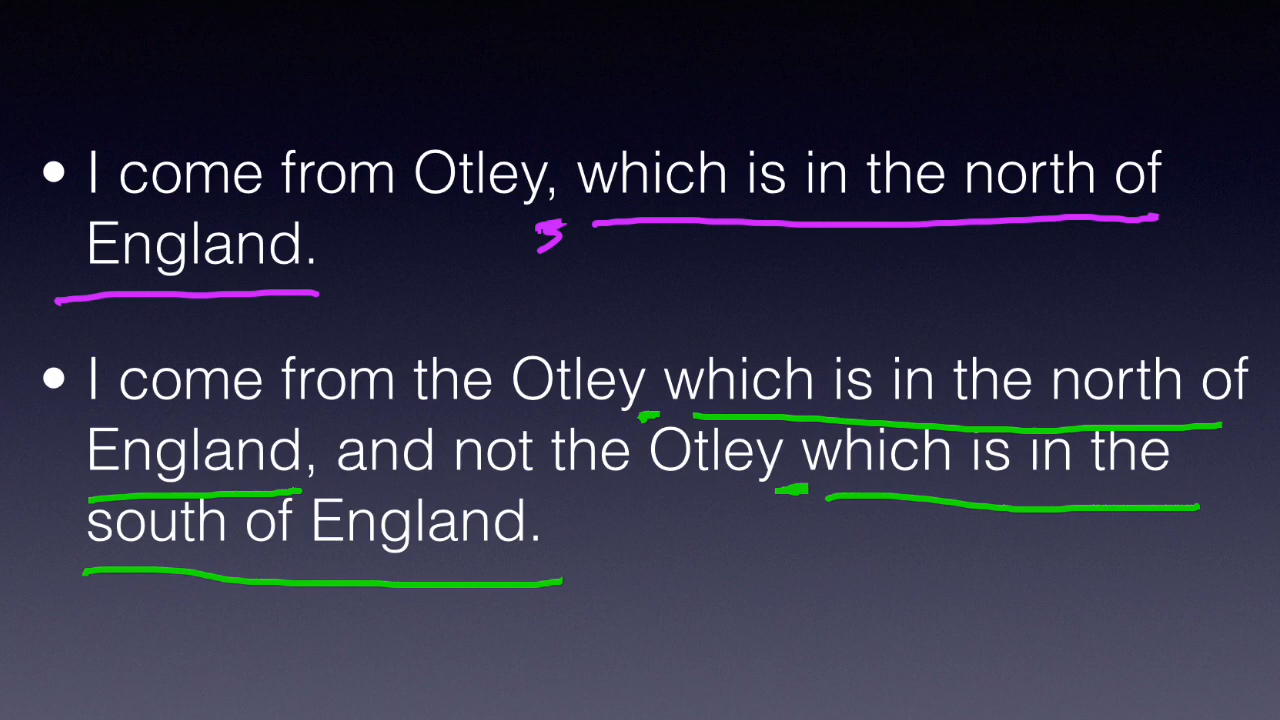 • I come from Otley, which is in the north of
England.
• I come from the Otley which is in the north of
England, and not the Otley which is in the
south of England.